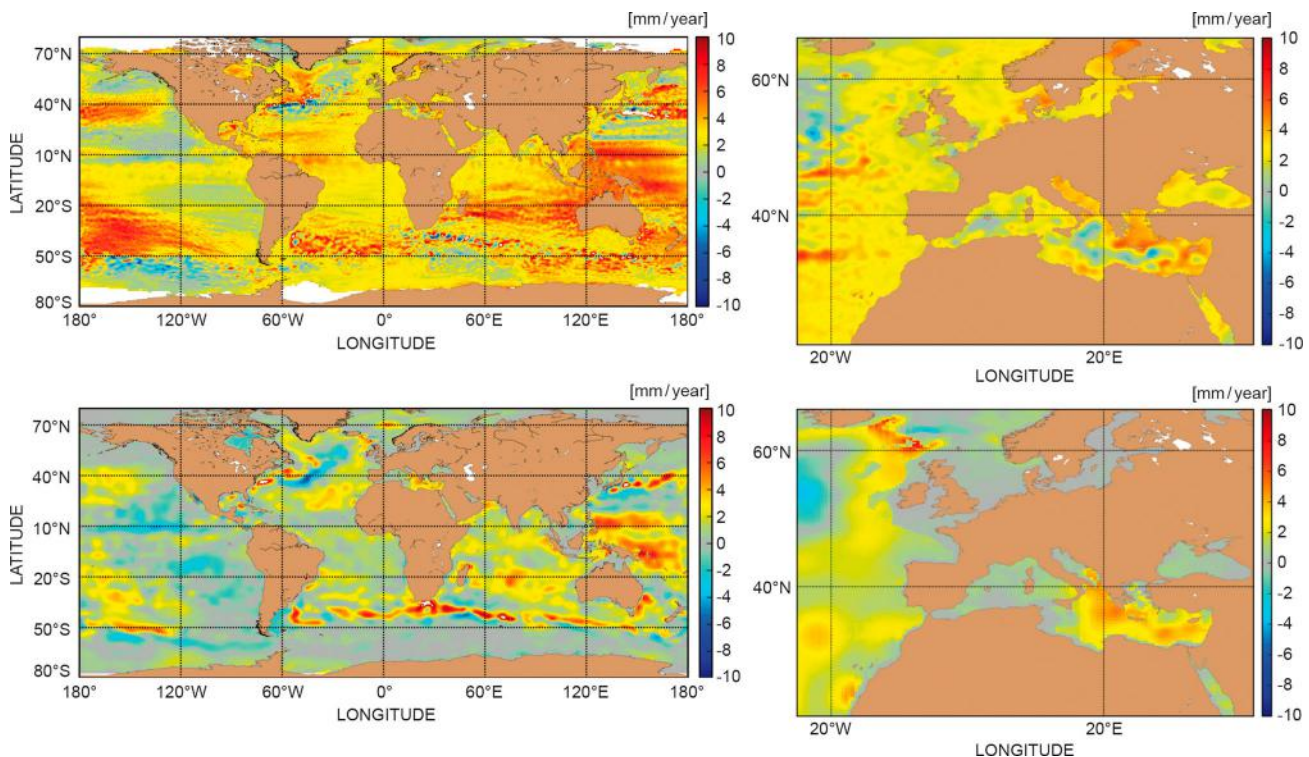 [mm/year]
10
8
6
4
2
0
-2
-4
-6
-8
-10
LATITUDE
70°N
40°N
10°N
20°S
50°S
80°S
180°
120°W
60°W
0°
60°E
120°E
180°
LONGITUDE
[mm/year]
10
8
6
4
2
0
-2
-4
-6
-8
-10
60°N
40°N
20°W
20°E
LONGITUDE
[mm/year]
10
8
6
4
2
0
-2
-4
-6
-8
-10
LATITUDE
70°N
40°N
10°N
20°S
50°S
80°S
180°
120°W
60°W
0°
60°E
120°E
180°
LONGITUDE
[mm/year]
10
8
6
4
2
0
-2
-4
-6
-8
-10
60°N
40°N
20°W
20°E
LONGITUDE